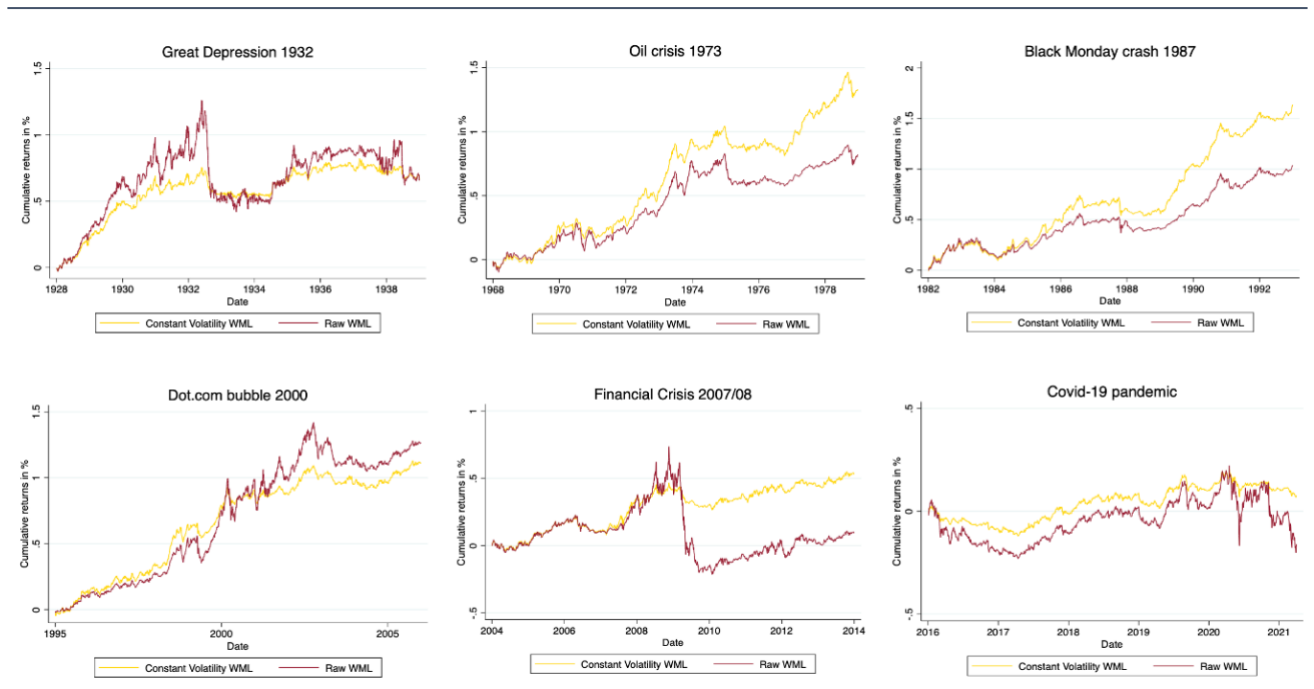 Great Depression 1932
Cumulative returns in %
1.5
1
.5
0
1928
1930
1932
1934
1936
1938
Date
Constant Volatility WML
Raw WML
Oil crisis 1973
Cumulative returns in %
1.5
1
.5
0
1968
1970
1972
1974
1976
1978
Date
Constant Volatility WML
Raw WML
Black Monday crash 1987
Cumulative returns in %
2
1.5
1
.5
0
1982
1984
1986
1988
1990
1992
Date
Constant Volatility WML
Raw WML
Dot.com bubble 2000
Cumulative returns in %
1.5
1
.5
0
1995
2000
2005
Date
Constant Volatility WML
Raw WML
Financial Crisis 2007/08
Cumulative returns in %
1
.5
0
-.5
2004
2006
2008
2010
2012
2014
Date
Constant Volatility WML
Raw WML
Covid-19 pandemic
Cumulative returns in %
.5
0
-.5
2016
2017
2018
2019
2020
2021
Date
Constant Volatility WML
Raw WML